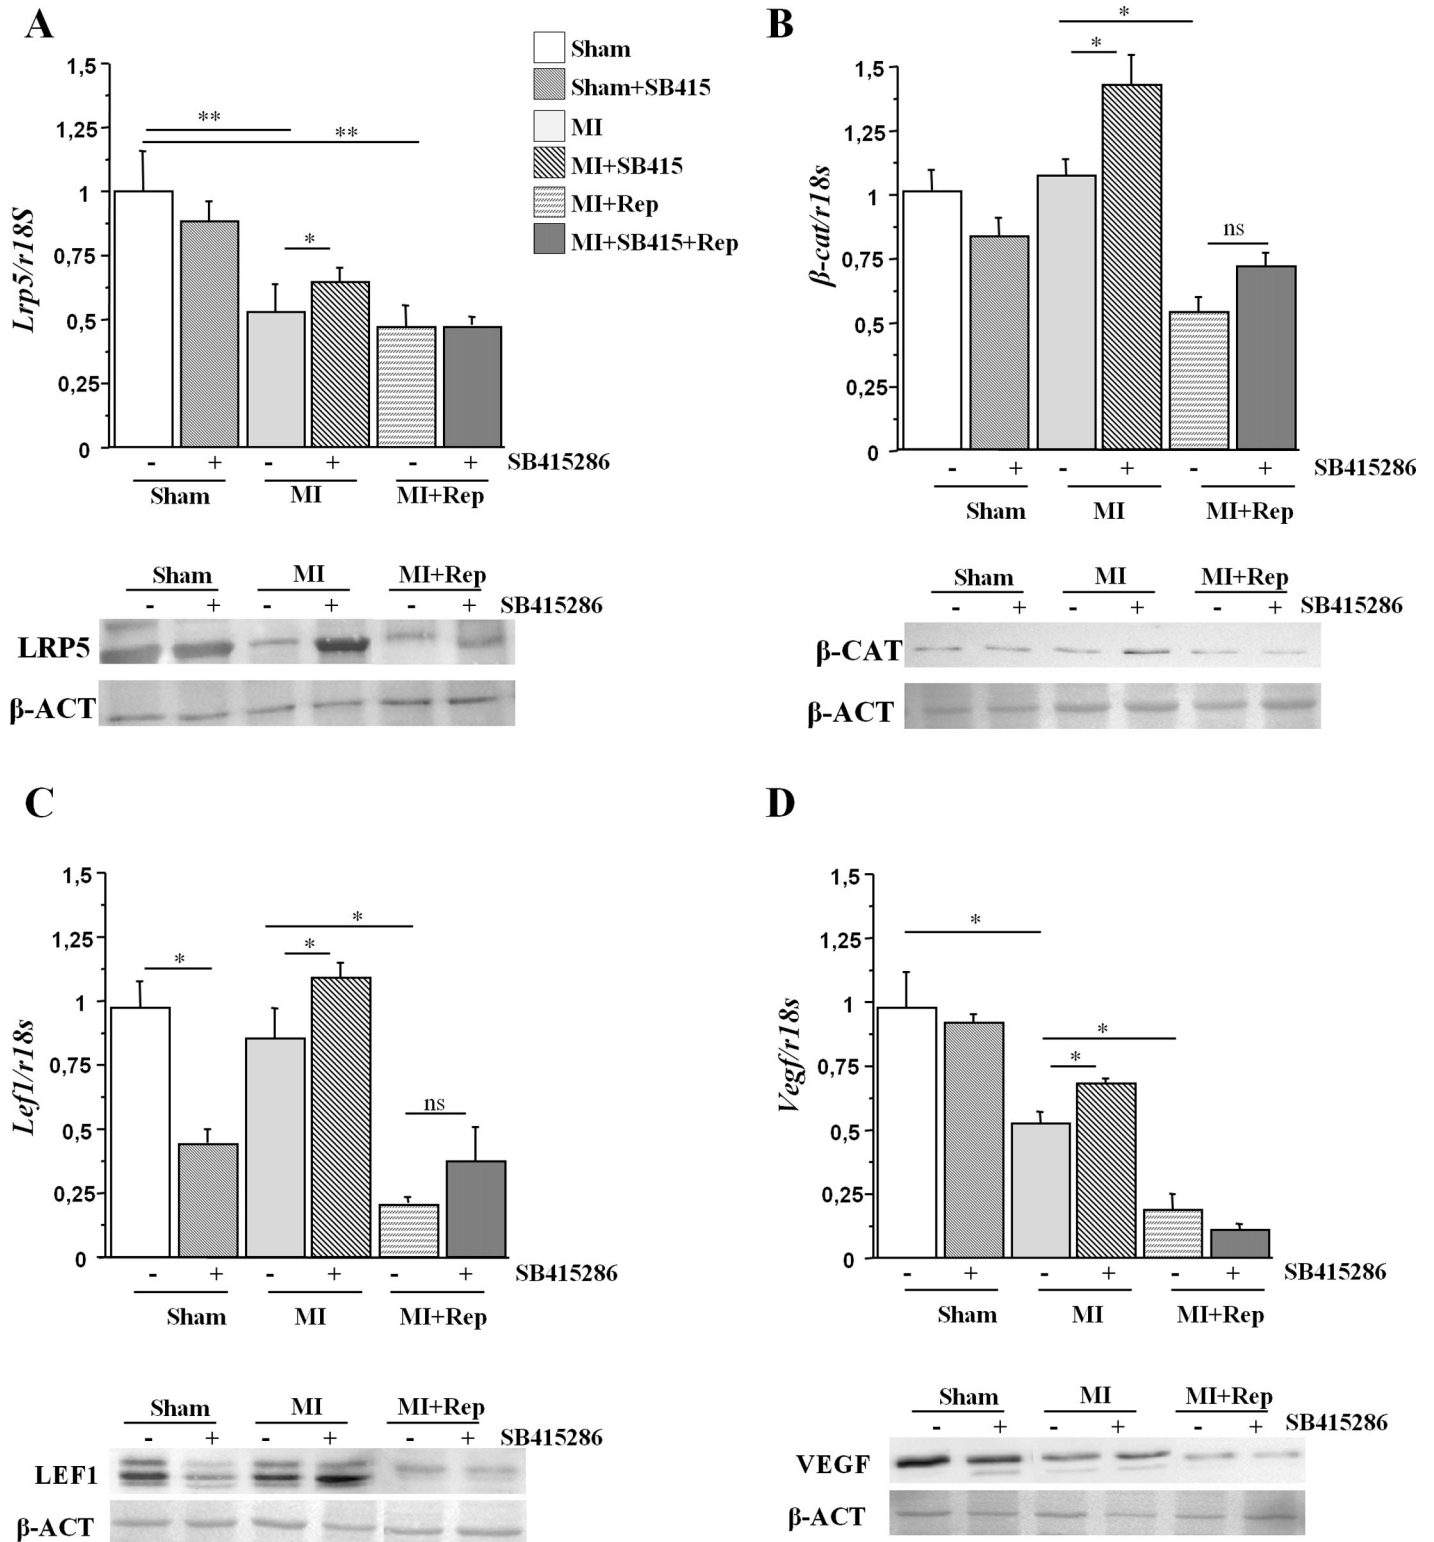 A
B
Sham
Sham+SB415
MI
MI+SB415
MI+Rep
MI+SB415+Rep
Lrp5/r18S
1,5
1,25
1
0,75
0,5
0,25
0
**
**
*
- + - + - + SB415286
Sham MI MI+Rep
β-cat/r18s
1,5
1,25
1
0,75
0,5
0,25
0
*
*
ns
- + - + - + SB415286
Sham MI MI+Rep
Sham MI MI+Rep
- + - + - + SB415286
LRP5
β-ACT
Sham MI MI+Rep
- + - + - + SB415286
β-CAT
β-ACT
C
D
Lef1/r18s
1,5
1,25
1
0,75
0,5
0,25
0
*
*
*
ns
- + - + - + SB415286
Sham MI MI+Rep
Vegf/r18s
1,5
1,25
1
0,75
0,5
0,25
0
*
*
*
- + - + - + SB415286
Sham MI MI+Rep
Sham MI MI+Rep
- + - + - + SB415286
LEF1
β-ACT
Sham MI MI+Rep
- + - + - + SB415286
VEGF
β-ACT